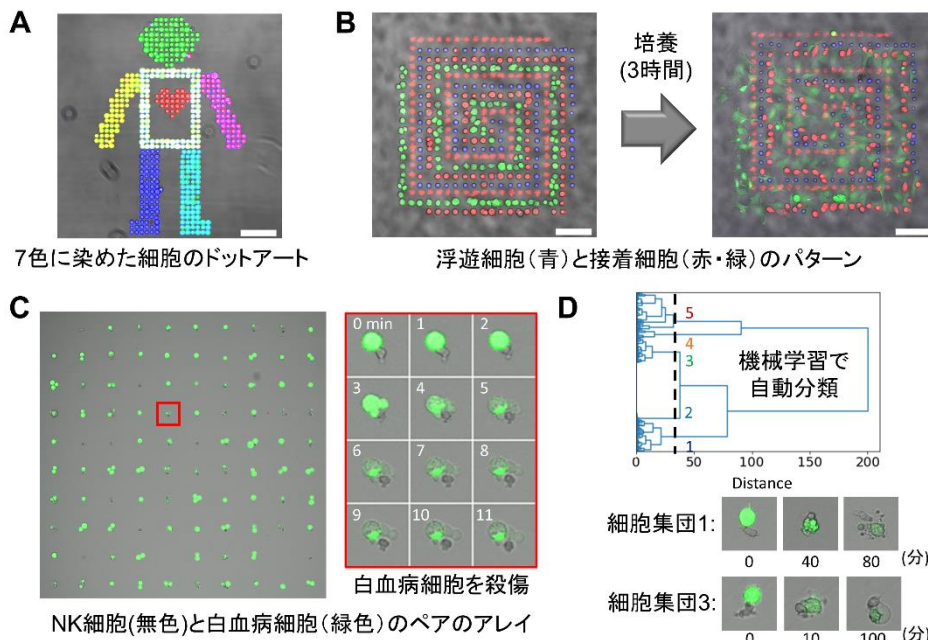 A
7色に染めた細胞のドットアート
B
培養
(3時間)
浮遊細胞(青)と接着細胞(赤・緑)のパターン
C
0 min
1
2
3
4
5
6
7
8
9
10
11
白血病細胞を殺傷
NK細胞(無色)と白血病細胞(緑色)のペアのアレイ
D
5
4
3
2
1
機械学習で
自動分類
0
50
100
150
200
Distance
細胞集団1:
0
40
80
(分)
細胞集団3:
0
10
100
(分)